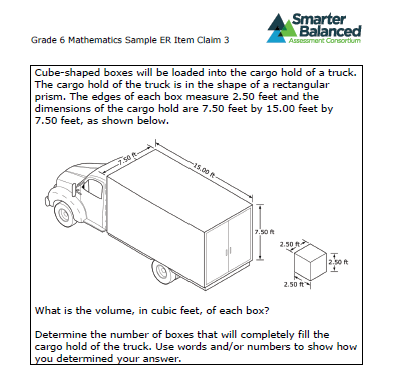 Smarter
Balanced
Assessment Consortium
Grade 6 Mathematics Sample ER Item Claim 3
Cube-shaped boxes will be loaded into the cargo hold of a truck.
The cargo hold of the truck is in the shape of a rectangular
prism. The edges of each box measure 2.50 feet and the
dimensions of the cargo hold are 7.50 feet by 15.00 feet by
7.50 feet, as shown below.
7.50 ft
15.00 ft
7.50 ft
2.50 ft
2.50 ft
2.50 ft
What is the volume, in cubic feet, of each box?
Determine the number of boxes that will completely fill the
cargo hold of the truck. Use words and/or numbers to show how
you determined your answer.